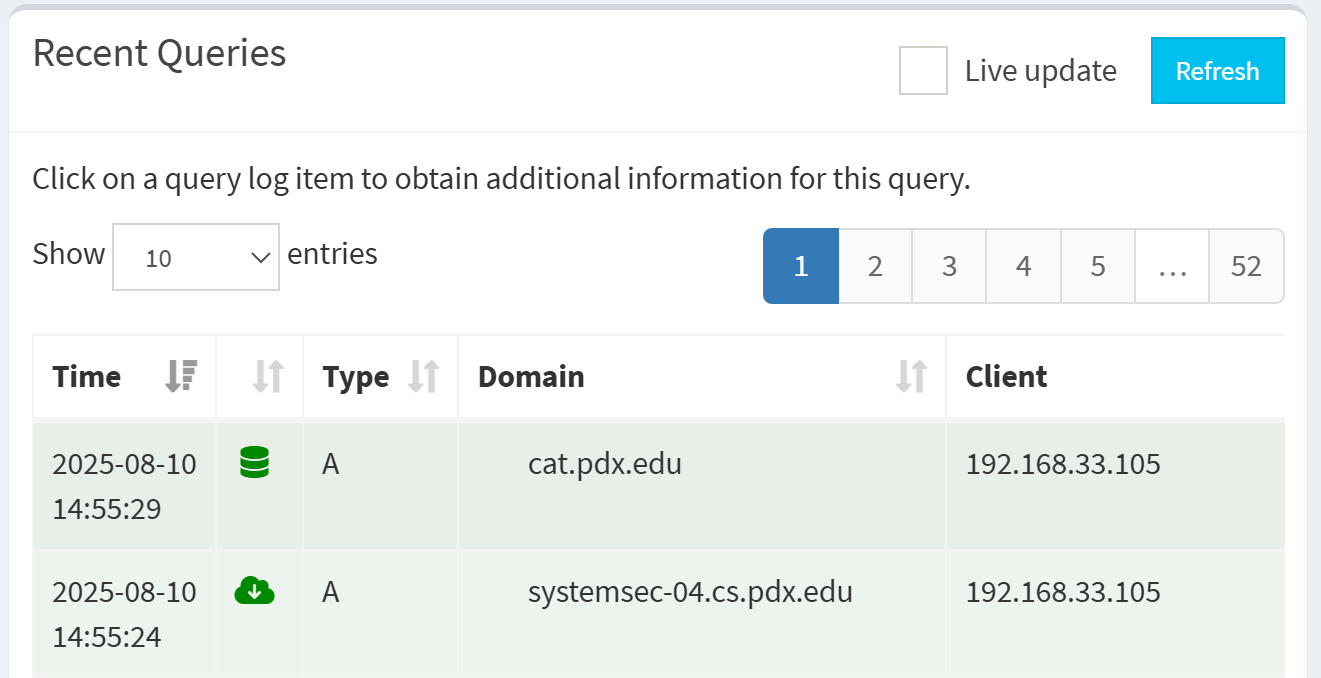 Recent Queries
Live update
Refresh
Click on a query log item to obtain additional information for this query.
Show 10 entries
1 2 3 4 5 … 52
Time Type Domain Client
2025-08-10 A cat.pdx.edu 192.168.33.105
14:55:29
2025-08-10 A systemsec-04.cs.pdx.edu 192.168.33.105
14:55:24